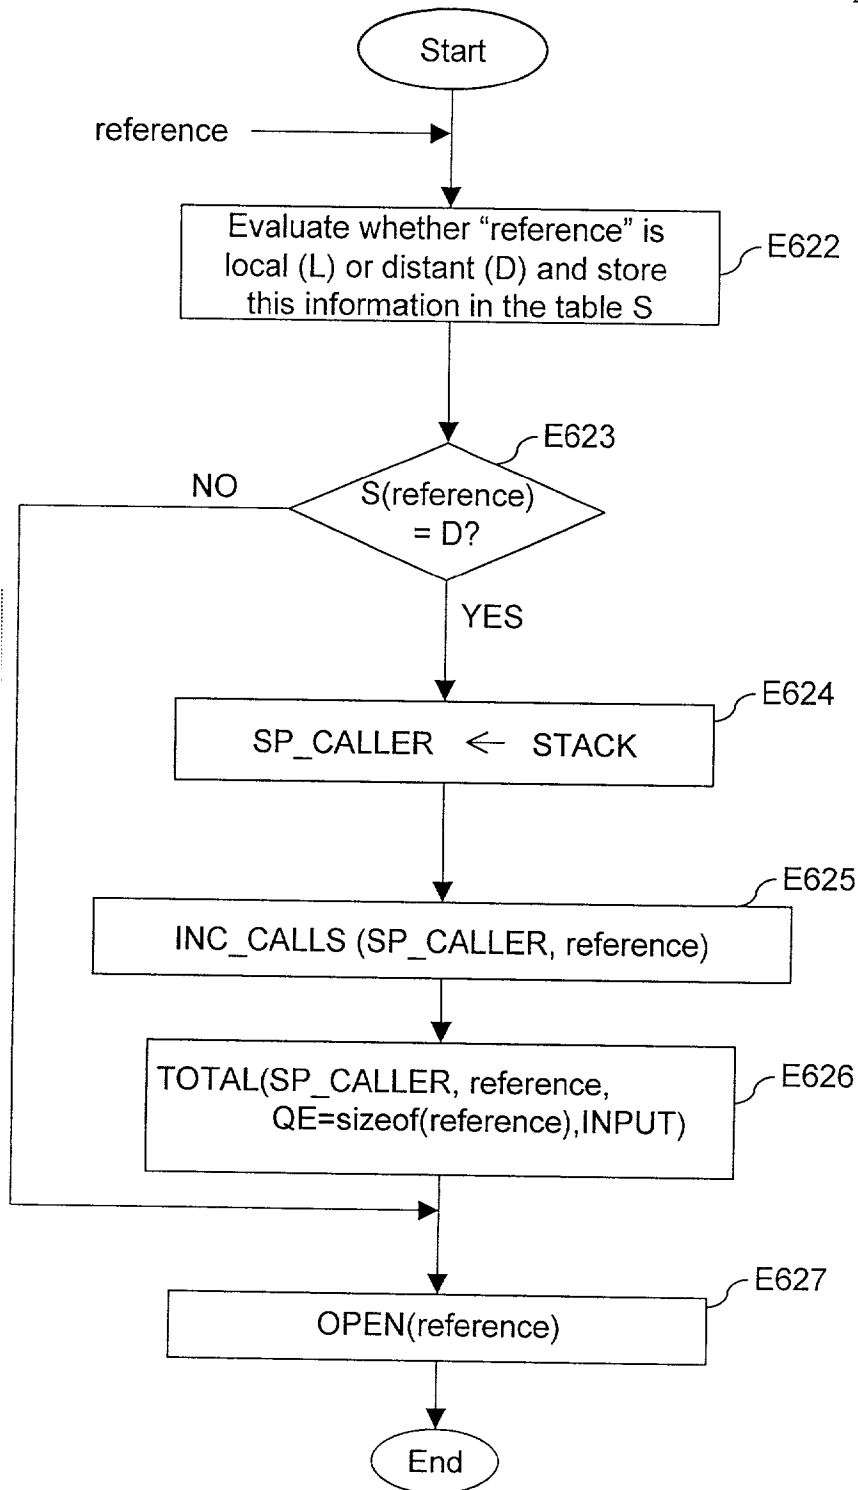 Start
reference
Evaluate whether “reference” is
local (L) or distant (D) and store
this information in the table S
E622
E623
NO
S(reference)
= D?
YES
E624
SP_CALLER ← STACK
E625
INC_CALLS (SP_CALLER, reference)
TOTAL(SP_CALLER, reference,
QE=sizeof(reference),INPUT)
E626
E627
OPEN(reference)
End